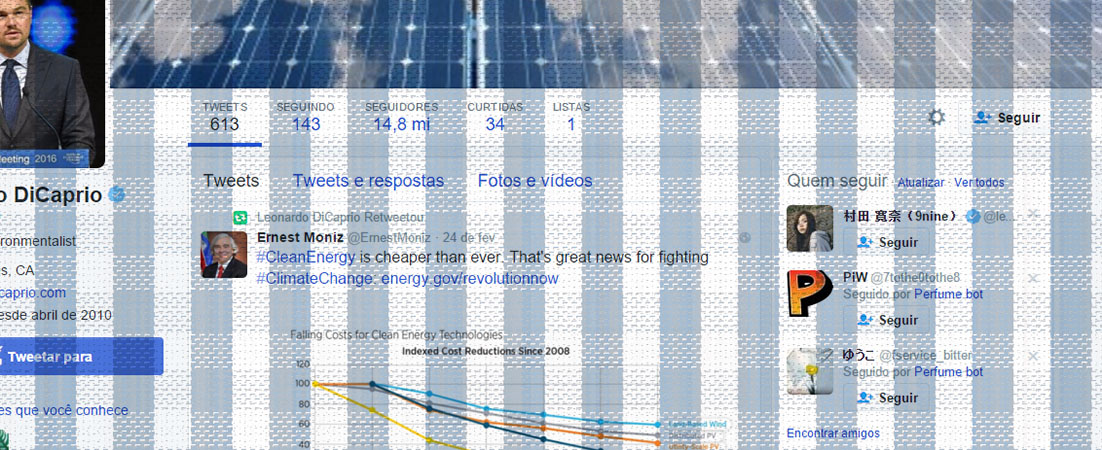 TWEETS SEGUINDO SEGUIDORES CURTIDAS LISTAS
613 143 14,8 mi 34 1
Seguir
eeting 2016
o DiCaprio
ronmentalist
s, CA
caprio.com
esde abril de 2010
Tweetar para
es que você conhece
Tweets Tweets e respostas Fotos e vídeos
Leonardo DiCaprio Retweetou
Ernest Moniz @ErnestMoniz · 24 de fev
#CleanEnergy is cheaper than ever. That's great news for fighting
#ClimateChange: energy.gov/revolutionnow
Falling Costs for Clean Energy Technologies
Indexed Cost Reductions Since 2008
120
100
80
60
40
Land-Based Wind
Distributed PV
Utility-Scale PV
Quem seguir · Atualizar · Ver todos
村田 寛奈（9nine） @le...
Seguir
PiW @7tothe0tothe8
Seguido por Perfume bot
Seguir
ゆうこ @fservice_bitter
Seguido por Perfume bot
Seguir
Encontrar amigos